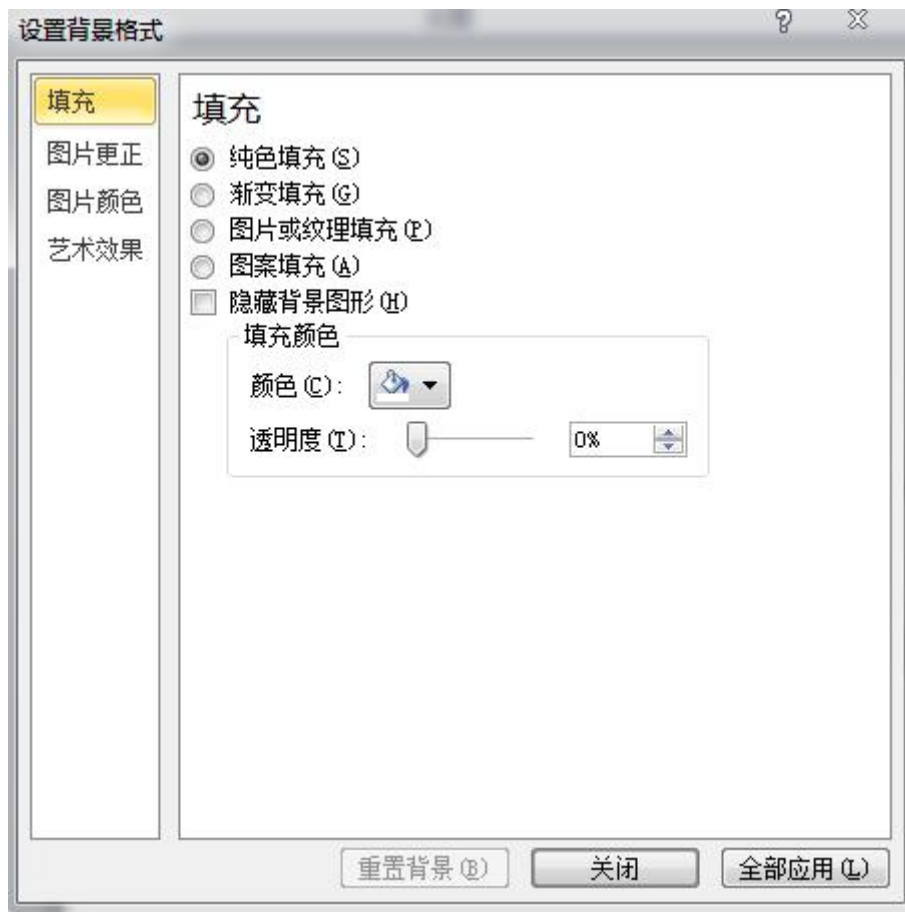 设置背景格式
填充
图片更正
图片颜色
艺术效果
填充
纯色填充(S)
渐变填充(G)
图片或纹理填充(P)
图案填充(A)
隐藏背景图形(H)
填充颜色
颜色(C):
透明度(T): 0%
重置背景(B) 关闭 全部应用(L)